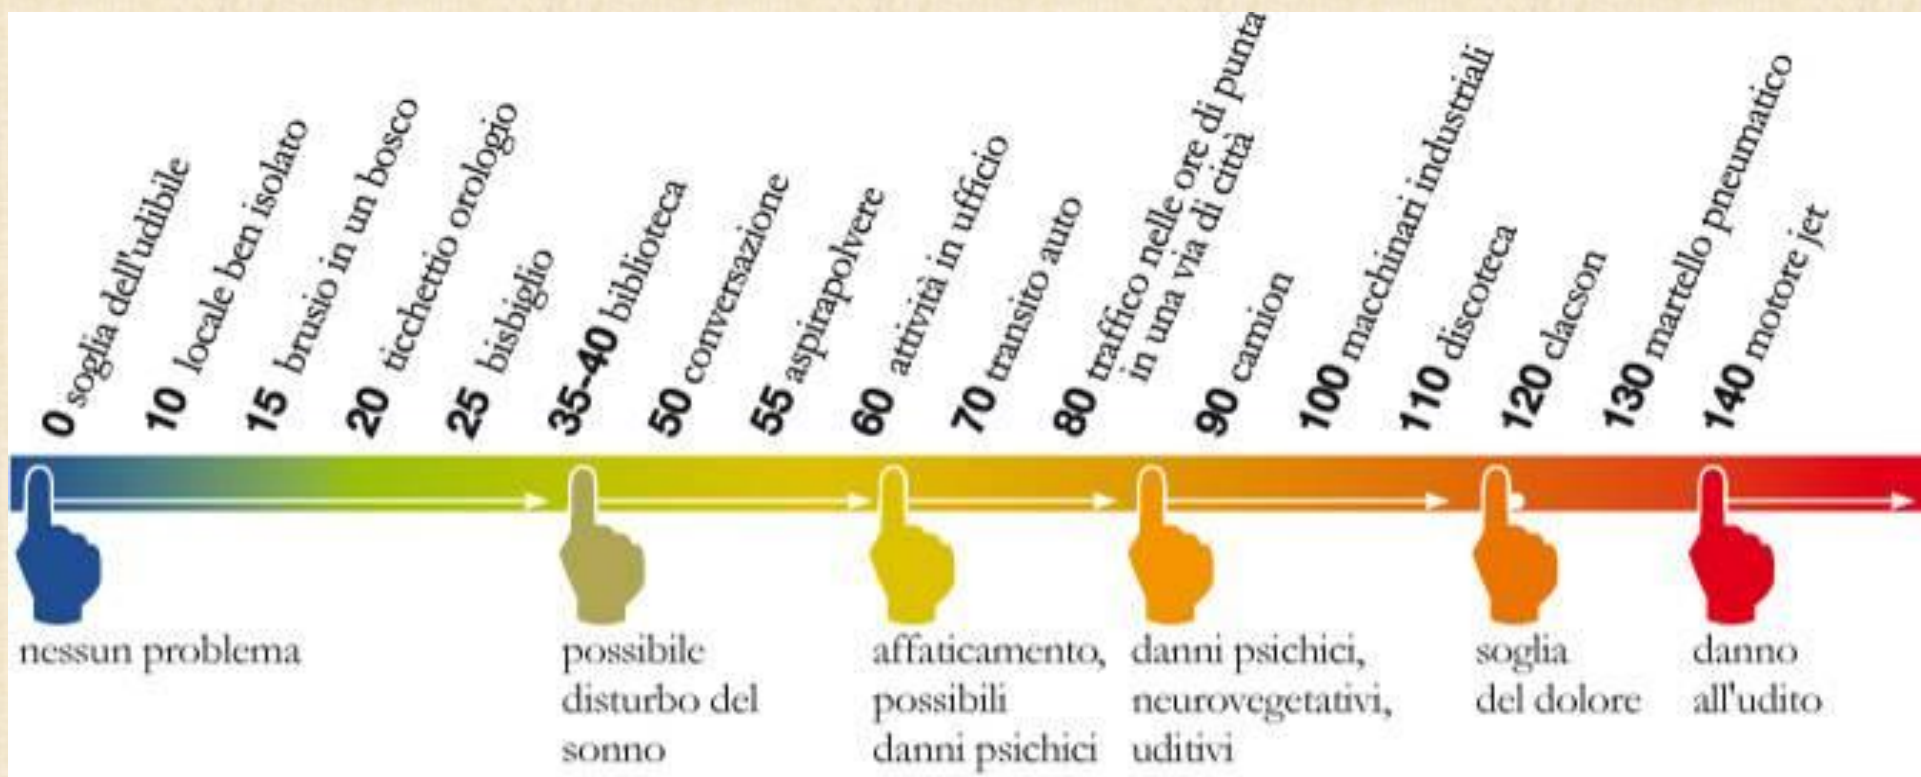 0 soglia dell'udibile
10 locale ben isolato
15 brusio in un bosco
20 ticchettio orologio
25 bisbiglio
35-40 biblioteca
50 conversazione
55 aspirapolvere
60 attività in ufficio
70 transito auto
80 traffico nelle ore di punta
in una via di città
90 camion
100 macchinari industriali
110 discoteca
120 clacson
130 martello pneumatico
140 motore jet
nessun problema
possibile
disturbo del
sonno
affaticamento,
possibili
danni psichici
danni psichici,
neurovegetativi,
uditivi
soglia
del dolore
danno
all'udito